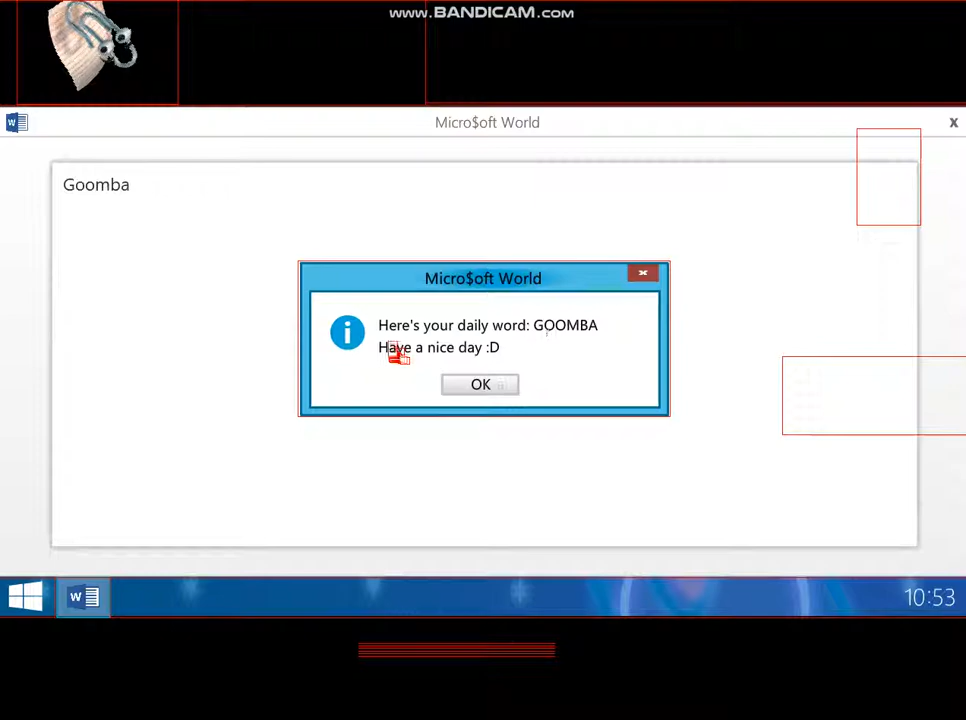 WWW.BANDICAM.COM
Micro$oft World
X
Goomba
Micro$oft World
Here's your daily word: GOOMBA
Have a nice day :D
OK
10:53